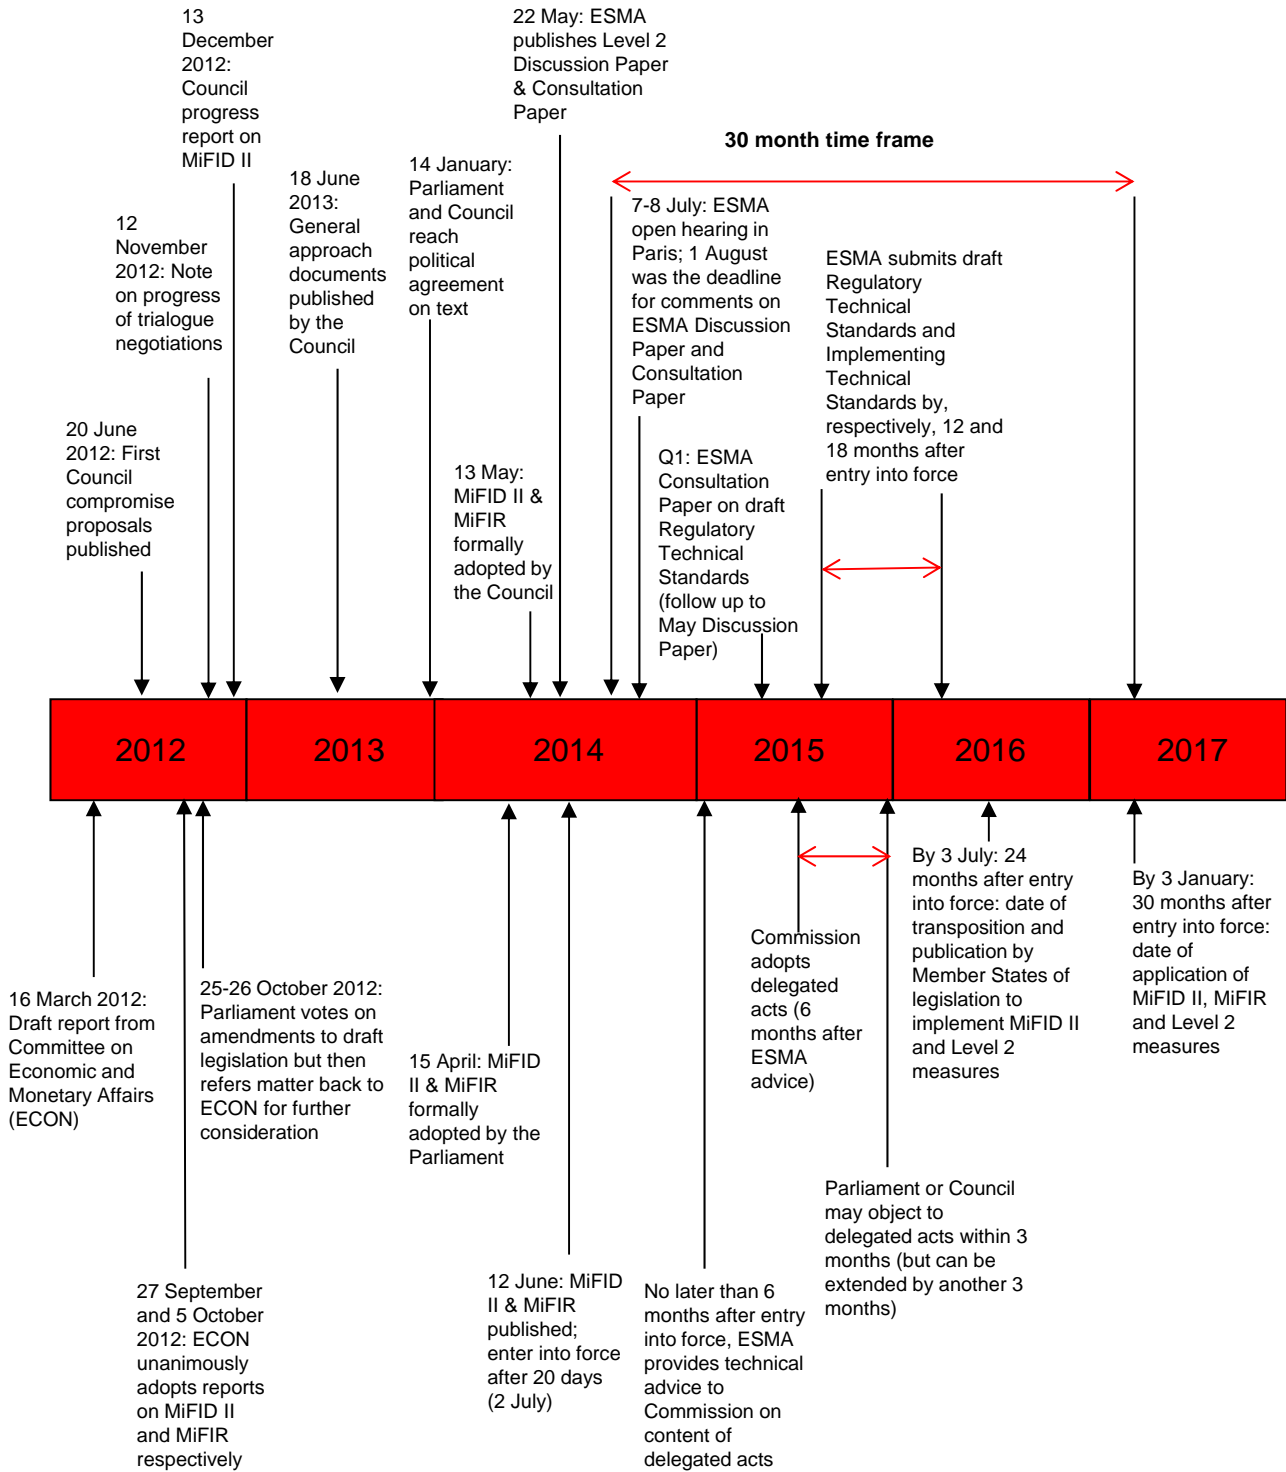 13
December
2012:
Council
progress
report on
MiFID II
22 May: ESMA
publishes Level 2
Discussion Paper
& Consultation
Paper
30 month time frame
12
November
2012: Note
on progress
of trialogue
negotiations
18 June
2013:
General
approach
documents
published
by the
Council
14 January:
Parliament
and Council
reach
political
agreement
on text
7-8 July: ESMA
open hearing in
Paris; 1 August
was the deadline
for comments on
ESMA Discussion
Paper and
Consultation
Paper
ESMA submits draft
Regulatory
Technical
Standards and
Implementing
Technical
Standards by,
respectively, 12 and
18 months after
entry into force
20 June
2012: First
Council
compromise
proposals
published
13 May:
MiFID II &
MiFIR
formally
adopted by
the Council
Q1: ESMA
Consultation
Paper on draft
Regulatory
Technical
Standards
(follow up to
May Discussion
Paper)
2012
2013
2014
2015
2016
2017
16 March 2012:
Draft report from
Committee on
Economic and
Monetary Affairs
(ECON)
25-26 October 2012:
Parliament votes on
amendments to draft
legislation but then
refers matter back to
ECON for further
consideration
15 April: MiFID
II & MiFIR
formally
adopted by the
Parliament
Commission
adopts
delegated
acts (6
months after
ESMA
advice)
By 3 July: 24
months after entry
into force: date of
transposition and
publication by
Member States of
legislation to
implement MiFID II
and Level 2
measures
By 3 January:
30 months after
entry into force:
date of
application of
MiFID II, MiFIR
and Level 2
measures
27 September
and 5 October
2012: ECON
unanimously
adopts reports
on MiFID II
and MiFIR
respectively
12 June: MiFID
II & MiFIR
published;
enter into force
after 20 days
(2 July)
No later than 6
months after entry
into force, ESMA
provides technical
advice to
Commission on
content of
delegated acts
Parliament or Council
may object to
delegated acts within 3
months (but can be
extended by another 3
months)